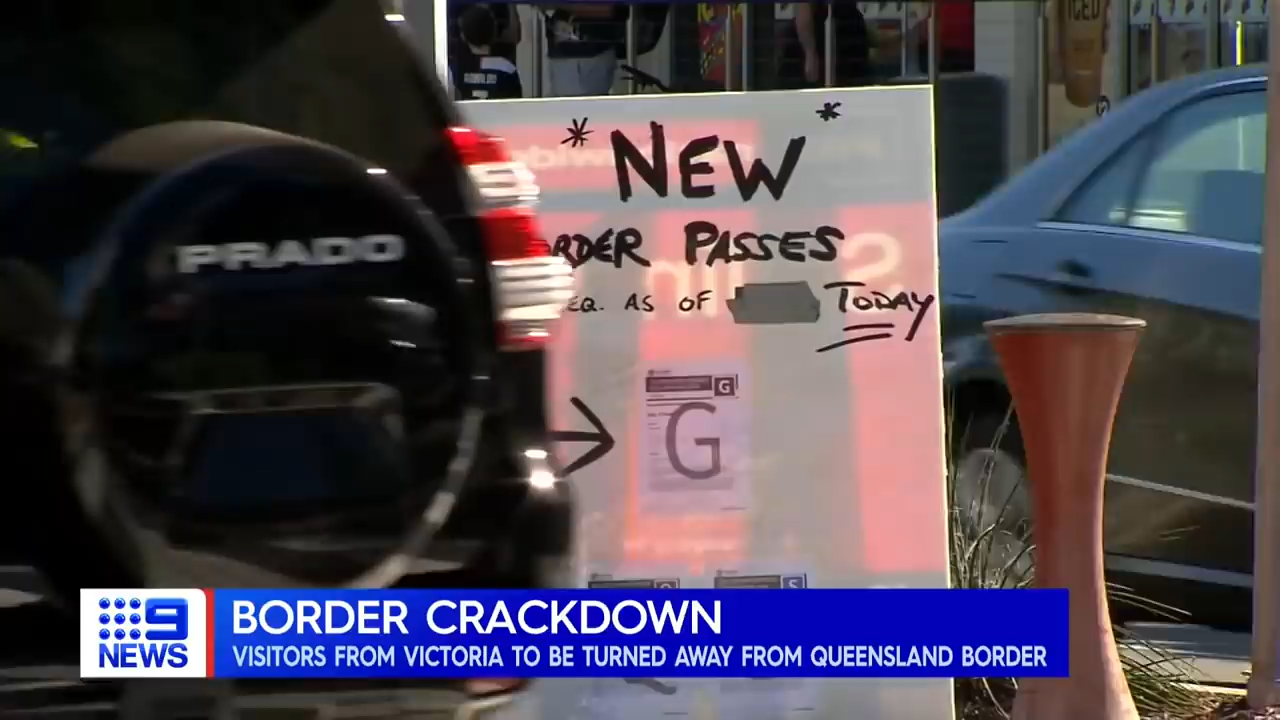 ICED
* NEW *
RDER PASSES
EQ. AS OF TODAY
PRADO
G
G
S
9
NEWS
BORDER CRACKDOWN
VISITORS FROM VICTORIA TO BE TURNED AWAY FROM QUEENSLAND BORDER